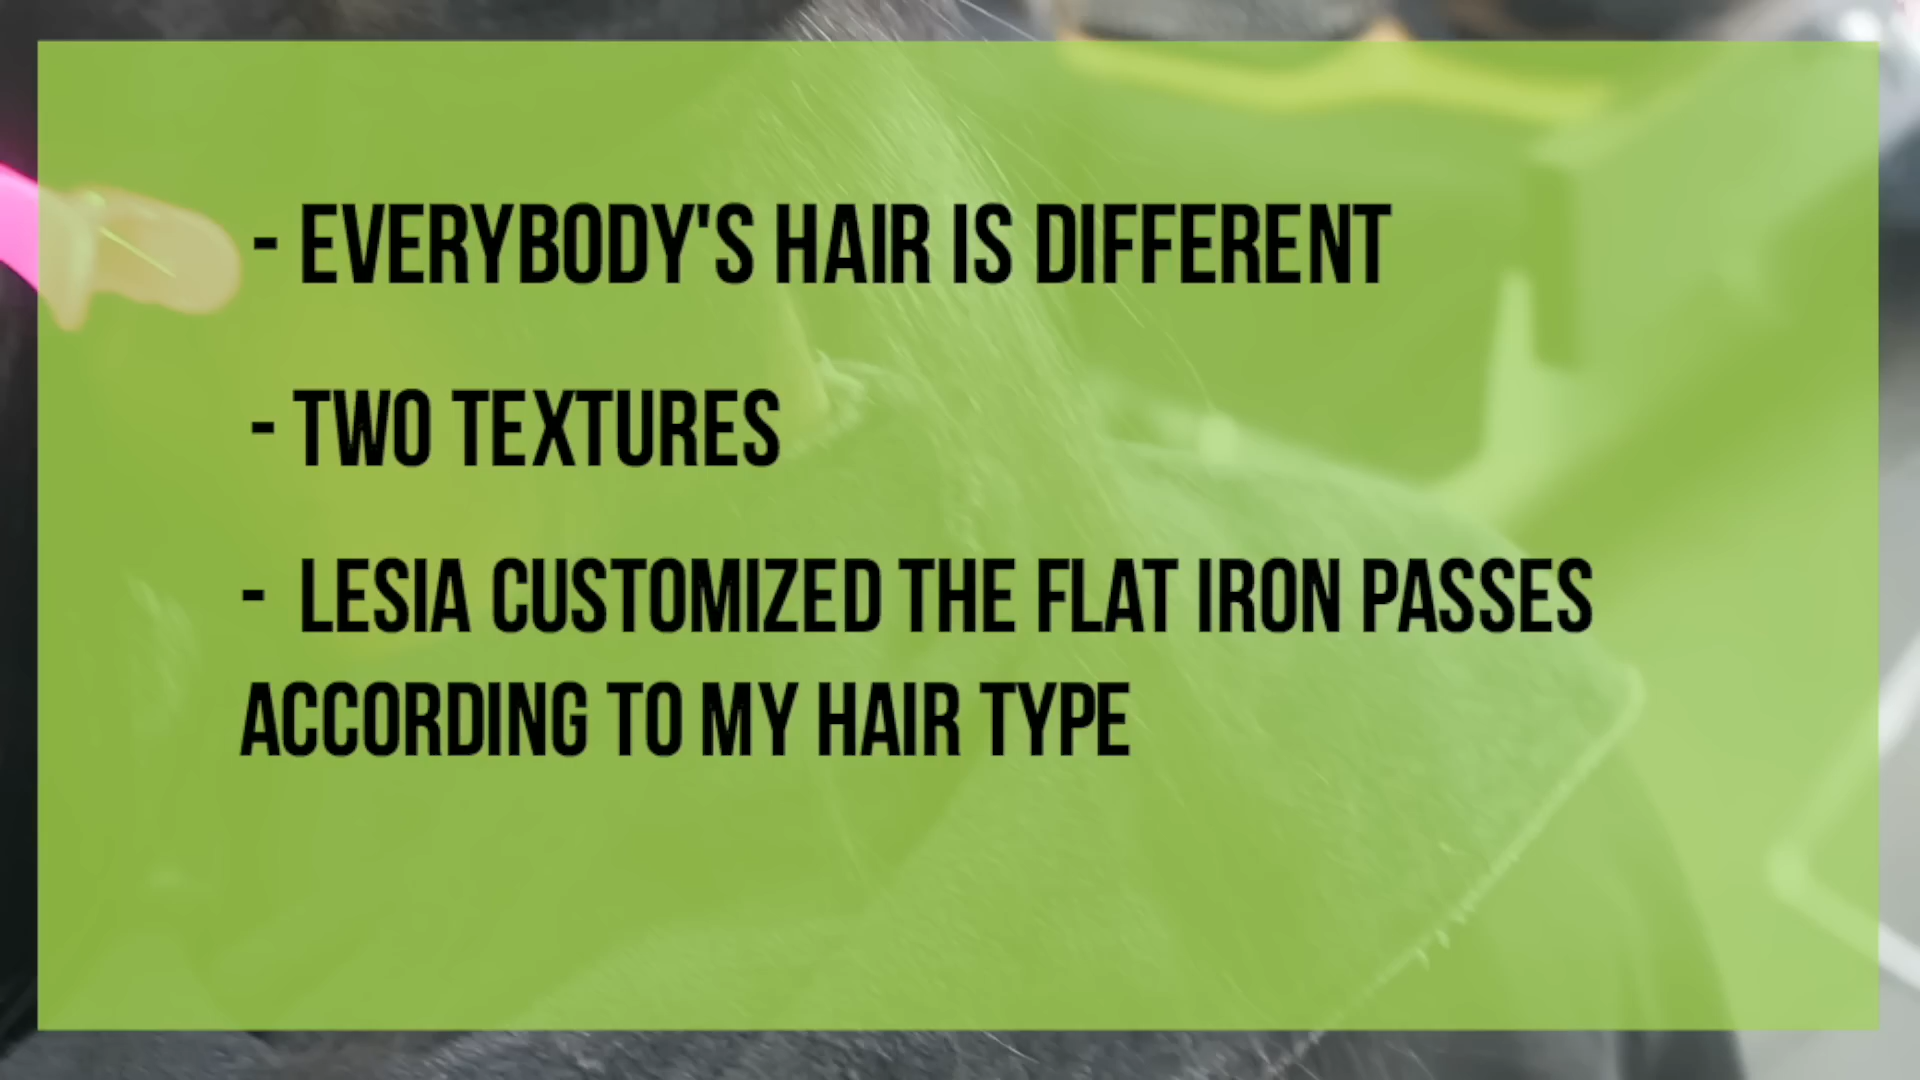 - EVERYBODY'S HAIR IS DIFFERENT
- TWO TEXTURES
- LESIA CUSTOMIZED THE FLAT IRON PASSES
ACCORDING TO MY HAIR TYPE